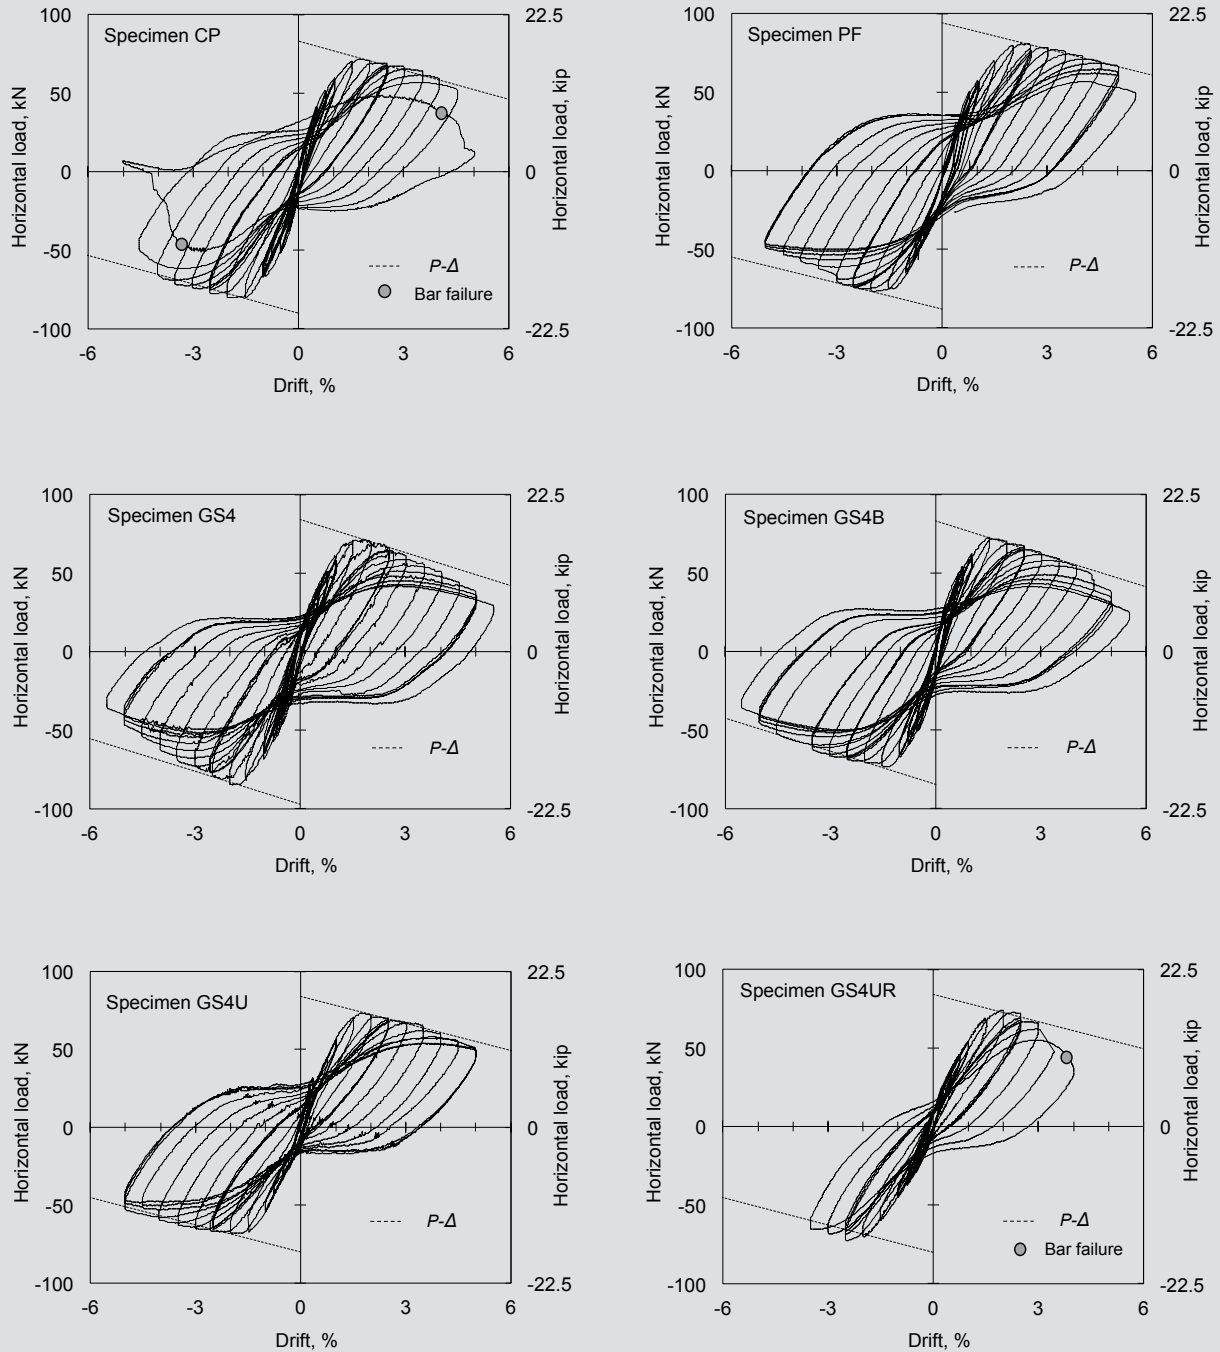 Specimen CP
100
50
0
-50
-100
22.5
0
-22.5
Horizontal load, kN
Horizontal load, kip
P-Δ
Bar failure
-6 -3 0 3 6
Drift, %
Specimen PF
100
50
0
-50
-100
22.5
0
-22.5
Horizontal load, kN
Horizontal load, kip
P-Δ
-6 -3 0 3 6
Drift, %
Specimen GS4
100
50
0
-50
-100
22.5
0
-22.5
Horizontal load, kN
Horizontal load, kip
P-Δ
-6 -3 0 3 6
Drift, %
Specimen GS4B
100
50
0
-50
-100
22.5
0
-22.5
Horizontal load, kN
Horizontal load, kip
P-Δ
-6 -3 0 3 6
Drift, %
Specimen GS4U
100
50
0
-50
-100
22.5
0
-22.5
Horizontal load, kN
Horizontal load, kip
P-Δ
-6 -3 0 3 6
Drift, %
Specimen GS4UR
100
50
0
-50
-100
22.5
0
-22.5
Horizontal load, kN
Horizontal load, kip
P-Δ
Bar failure
-6 -3 0 3 6
Drift, %